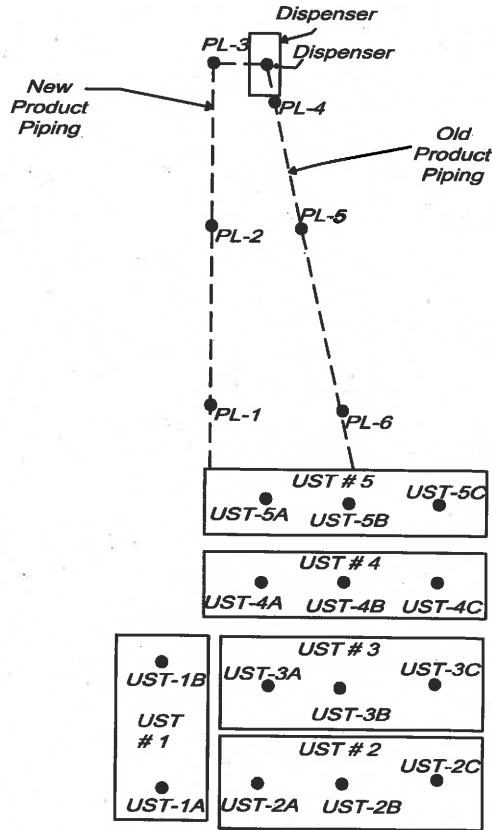 Dispenser
PL-3
Dispenser
New
Product
Piping
PL-4
Old
Product
Piping
PL-2
PL-5
PL-1
PL-6
UST # 5
UST-5A
UST-5B
UST-5C
UST # 4
UST-4A
UST-4B
UST-4C
UST # 3
UST-1B
UST-3A
UST-3C
UST-3B
UST
# 1
UST # 2
UST-2C
UST-1A
UST-2A
UST-2B